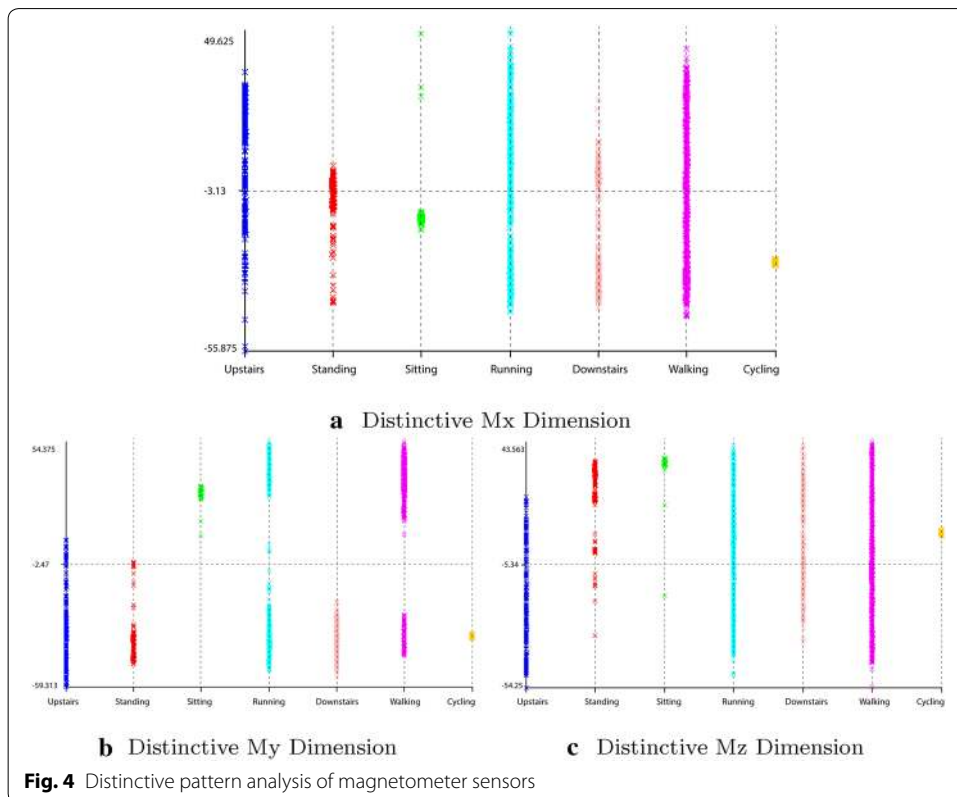 49.625
-3.13
-55.875
Upstairs Standing Sitting Running Downstairs Walking Cycling
a Distinctive Mx Dimension
54.375
-2.47
-59.313
Upstairs Standing Sitting Running Downstairs Walking Cycling
b Distinctive My Dimension
43.563
-5.34
-54.25
Upstairs Standing Sitting Running Downstairs Walking Cycling
c Distinctive Mz Dimension
Fig. 4 Distinctive pattern analysis of magnetometer sensors